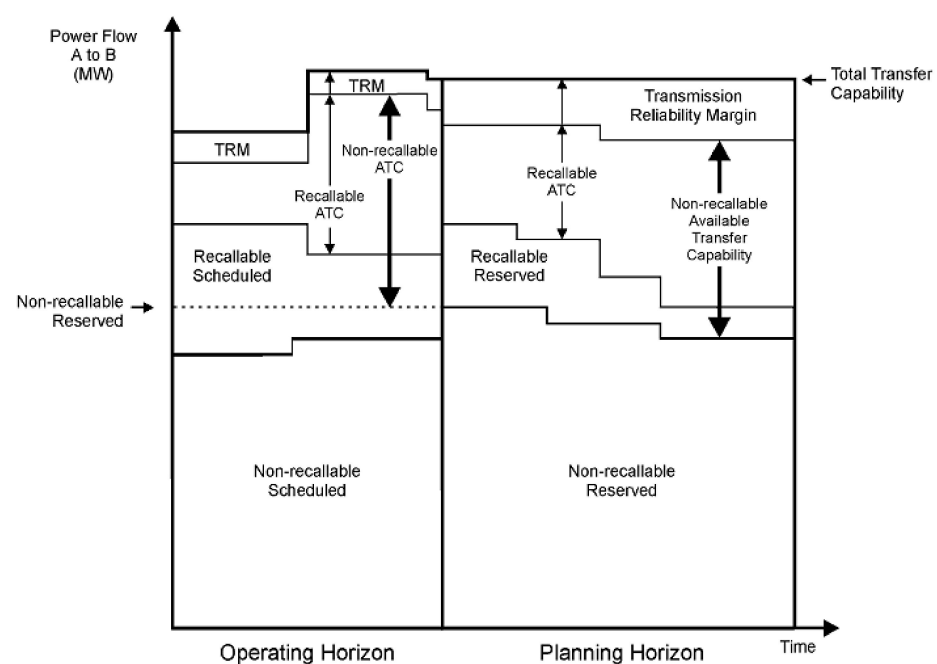 Power Flow
A to B
(MW)
TRM
TRM
Non-recallable
ATC
Recallable
ATC
Recallable
Scheduled
Non-recallable
Reserved
Non-recallable
Scheduled
Transmission
Reliability Margin
Total Transfer
Capability
Recallable
ATC
Non-recallable
Available
Transfer
Capability
Recallable
Reserved
Non-recallable
Reserved
Time
Operating Horizon
Planning Horizon